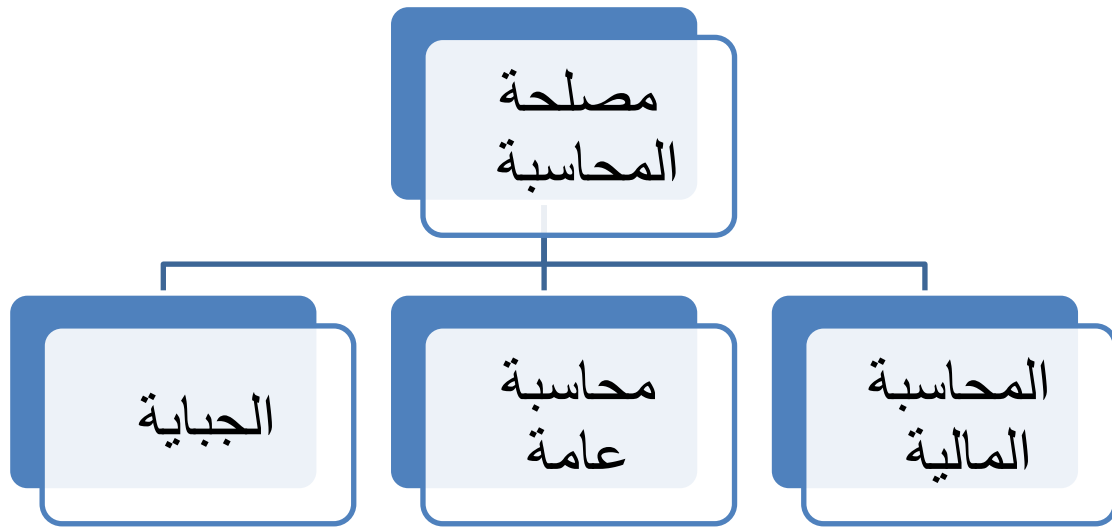 مصلحة
المحاسبة
المحاسبة
المالية
محاسبة
عامة
الجباية